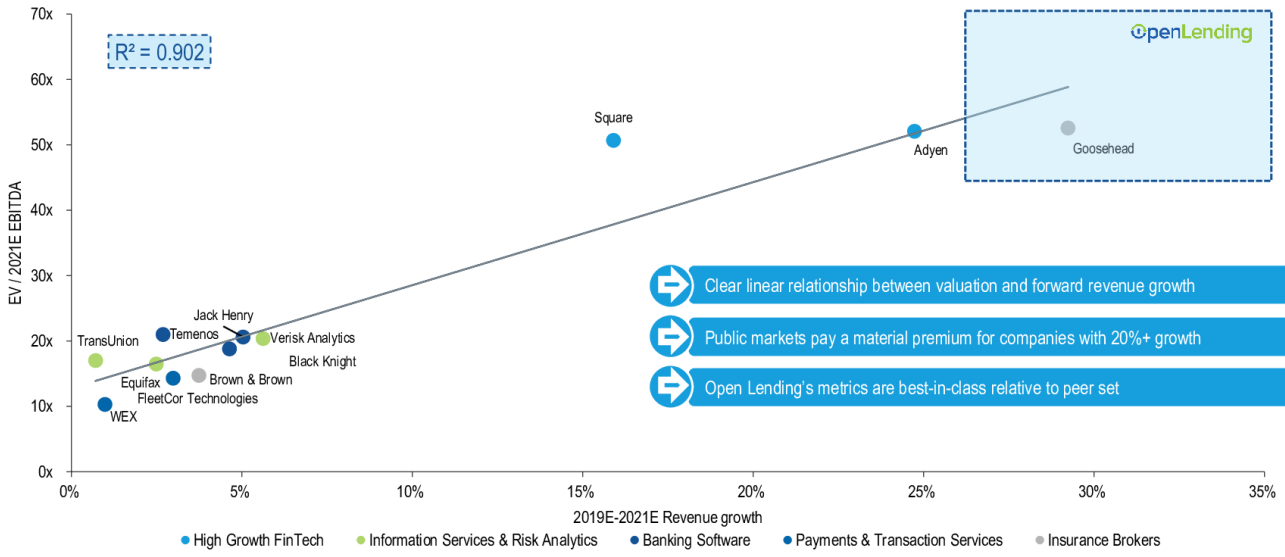 70x
60x
50x
40x
30x
20x
10x
0x
EV / 2021E EBITDA
R² = 0.902
OpenLending
Square
Adyen
Goosehead
Jack Henry
TransUnion
Temenos
Verisk Analytics
Black Knight
Equifax
Brown & Brown
FleetCor Technologies
WEX
Clear linear relationship between valuation and forward revenue growth
Public markets pay a material premium for companies with 20%+ growth
Open Lending's metrics are best-in-class relative to peer set
0% 5% 10% 15% 20% 25% 30% 35%
2019E-2021E Revenue growth
High Growth FinTech Information Services & Risk Analytics Banking Software Payments & Transaction Services Insurance Brokers